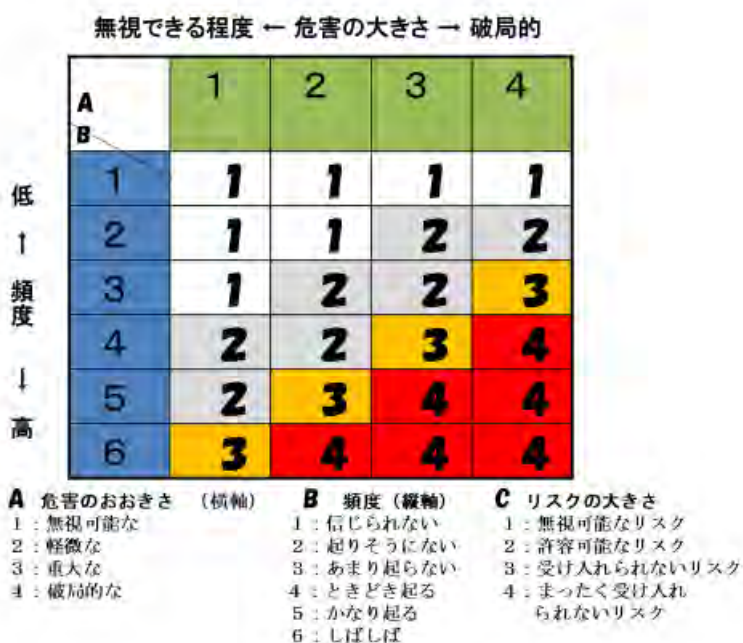 無視できる程度 ← 危害の大きさ → 破局的
A 1 2 3 4
B
1 1 1 1 1
2 1 1 2 2
3 1 2 2 3
4 2 2 3 4
5 2 3 4 4
6 3 4 4 4
低 ↑ 頻度 ↓ 高
A 危害のおおきさ (横軸)
1:無視可能な
2:軽微な
3:重大な
4:破局的な
B 頻度(縦軸)
1:信じられない
2:起りそうにない
3:あまり起らない
4:ときどき起る
5:かなり起る
6:しばしば
C リスクの大きさ
1:無視可能なリスク
2:許容可能なリスク
3:受け入れられないリスク
4:まったく受け入れ
られないリスク